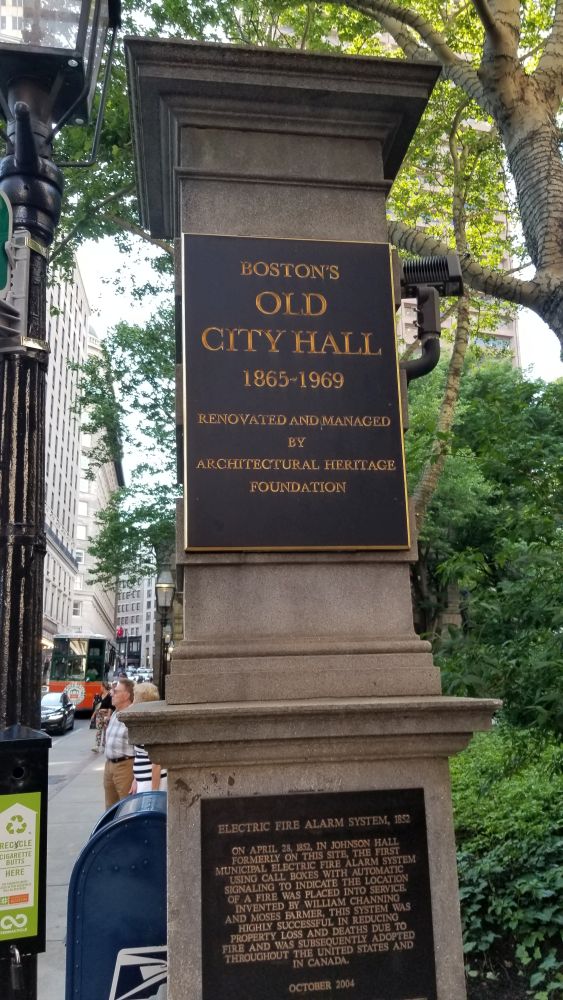 BOSTON'S
OLD
CITY HALL
1865-1969
RENOVATED AND MANAGED
BY
ARCHITECTURAL HERITAGE
FOUNDATION
ELECTRIC FIRE ALARM SYSTEM, 1852
ON APRIL 28, 1852, IN JOHNSON HALL
FORMERLY ON THIS SITE, THE FIRST
MUNICIPAL ELECTRIC FIRE ALARM SYSTEM
USING CALL BOXES WITH AUTOMATIC
SIGNALING TO INDICATE THE LOCATION
OF A FIRE WAS PLACED INTO SERVICE.
INVENTED BY WILLIAM CHANNING
AND MOSES FARMER, THIS SYSTEM WAS
HIGHLY SUCCESSFUL IN REDUCING
PROPERTY LOSS AND DEATHS DUE TO
FIRE AND WAS SUBSEQUENTLY ADOPTED
THROUGHOUT THE UNITED STATES AND
IN CANADA.
OCTOBER 2004
RECYCLE
CIGARETTE
BUTTS
HERE
TERRACYCLE